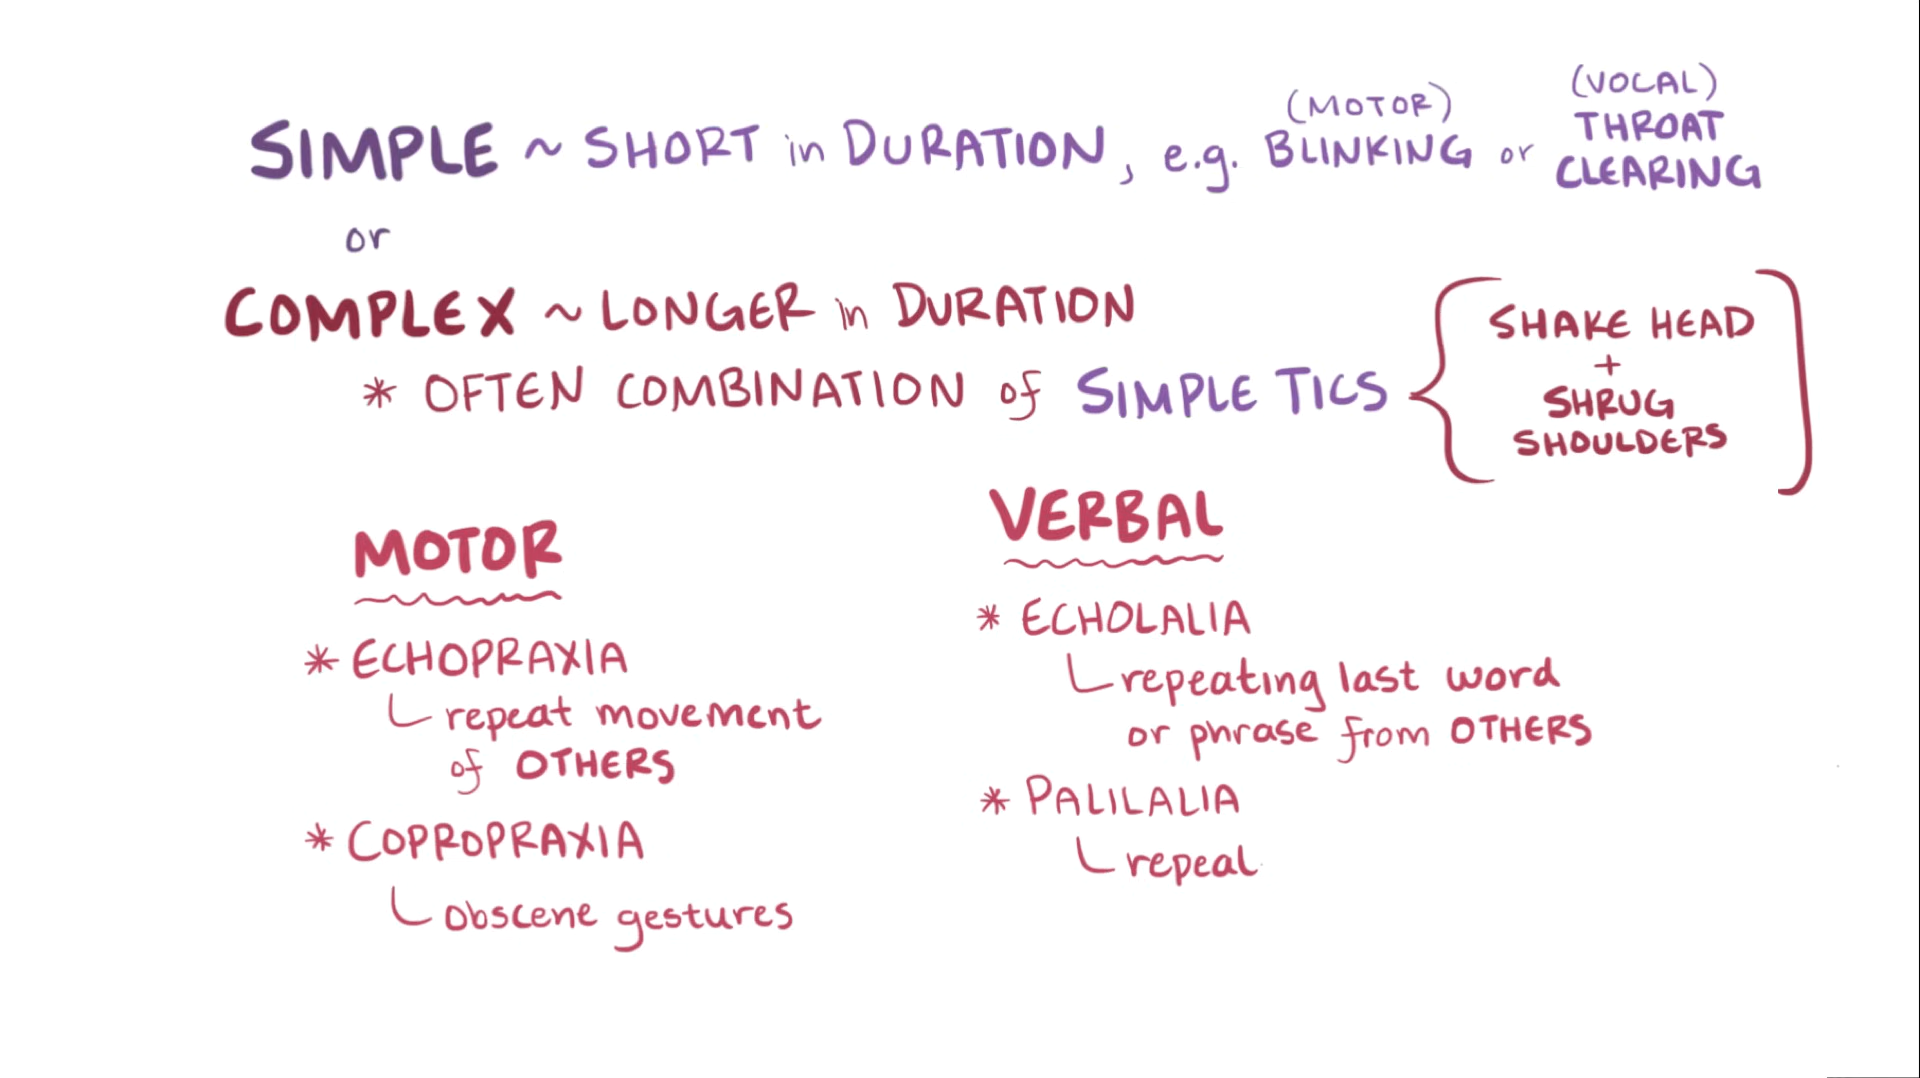 (MOTOR) (VOCAL)
SIMPLE ~ SHORT in DURATION, e.g. BLINKING or THROAT CLEARING
or
COMPLEX ~ LONGER in DURATION
* OFTEN COMBINATION of SIMPLE TICS
SHAKE HEAD
+
SHRUG
SHOULDERS
MOTOR
* ECHOPRAXIA
repeat movement
of OTHERS
* COPROPRAXIA
obscene gestures
VERBAL
* ECHOLALIA
repeating last word
or phrase from OTHERS
* PALILALIA
repeal